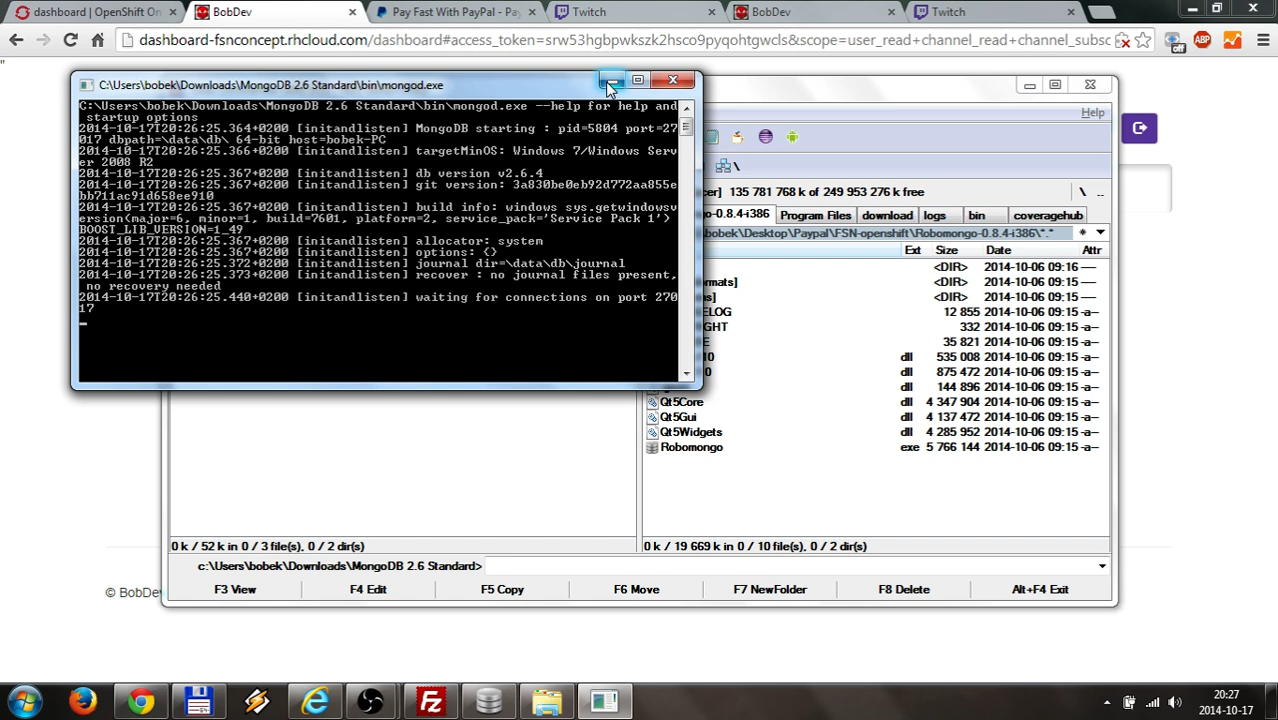 dashboard | OpenShift On
BobDev
Pay Fast With PayPal - Pay
Twitch
BobDev
Twitch
dashboard-fsnconcept.rhcloud.com/dashboard#access_token=srw53hgbpwkszk2hsco9pyqohtgwcls&scope=user_read+channel_read+channel_subsc
off
ABP
"
C:\Users\bobek\Downloads\MongoDB 2.6 Standard\bin\mongod.exe
C:\Users\bobek\Downloads\MongoDB 2.6 Standard\bin\mongod.exe --help for help and
startup options
2014-10-17T20:26:25.364+0200 [initandlisten] MongoDB starting : pid=5804 port=27
017 dbpath=\data\db\ 64-bit host=bobek-PC
2014-10-17T20:26:25.366+0200 [initandlisten] targetMinOS: Windows 7/Windows Serv
er 2008 R2
2014-10-17T20:26:25.367+0200 [initandlisten] db version v2.6.4
2014-10-17T20:26:25.367+0200 [initandlisten] git version: 3a830be0eb92d772aa855e
bb711ac91d658ee910
2014-10-17T20:26:25.367+0200 [initandlisten] build info: windows sys.getwindowsv
ersion(major=6, minor=1, build=7601, platform=2, service_pack='Service Pack 1')
BOOST_LIB_VERSION=1_49
2014-10-17T20:26:25.367+0200 [initandlisten] allocator: system
2014-10-17T20:26:25.367+0200 [initandlisten] options: {}
2014-10-17T20:26:25.372+0200 [initandlisten] journal dir=\data\db\journal
2014-10-17T20:26:25.373+0200 [initandlisten] recover : no journal files present,
no recovery needed
2014-10-17T20:26:25.440+0200 [initandlisten] waiting for connections on port 270
17
Help
\
cer] 135 781 768 k of 249 953 276 k free
\ ..
o-0.8.4-i386
Program Files
download
logs
bin
coveragehub
bobek\Desktop\Paypal\FSN-openshift\Robomongo-0.8.4-i386\*.*
* ▼
Ext Size Date Attr
<DIR> 2014-10-06 09:16 ----
ormats] <DIR> 2014-10-06 09:15 ----
ns] <DIR> 2014-10-06 09:15 ----
ELOG 12 855 2014-10-06 09:15 -a--
GHT 332 2014-10-06 09:15 -a--
E 35 821 2014-10-06 09:15 -a--
10 dll 535 008 2014-10-06 09:15 -a--
0 dll 875 472 2014-10-06 09:15 -a--
dll 144 896 2014-10-06 09:15 -a--
Qt5Core dll 4 347 904 2014-10-06 09:15 -a--
Qt5Gui dll 4 137 472 2014-10-06 09:15 -a--
Qt5Widgets dll 4 285 952 2014-10-06 09:15 -a--
Robomongo exe 5 766 144 2014-10-06 09:15 -a--
0 k / 52 k in 0 / 3 file(s), 0 / 2 dir(s)
0 k / 19 669 k in 0 / 10 file(s), 0 / 2 dir(s)
c:\Users\bobek\Downloads\MongoDB 2.6 Standard>
© BobDev
F3 View
F4 Edit
F5 Copy
F6 Move
F7 NewFolder
F8 Delete
Alt+F4 Exit
20:27
2014-10-17